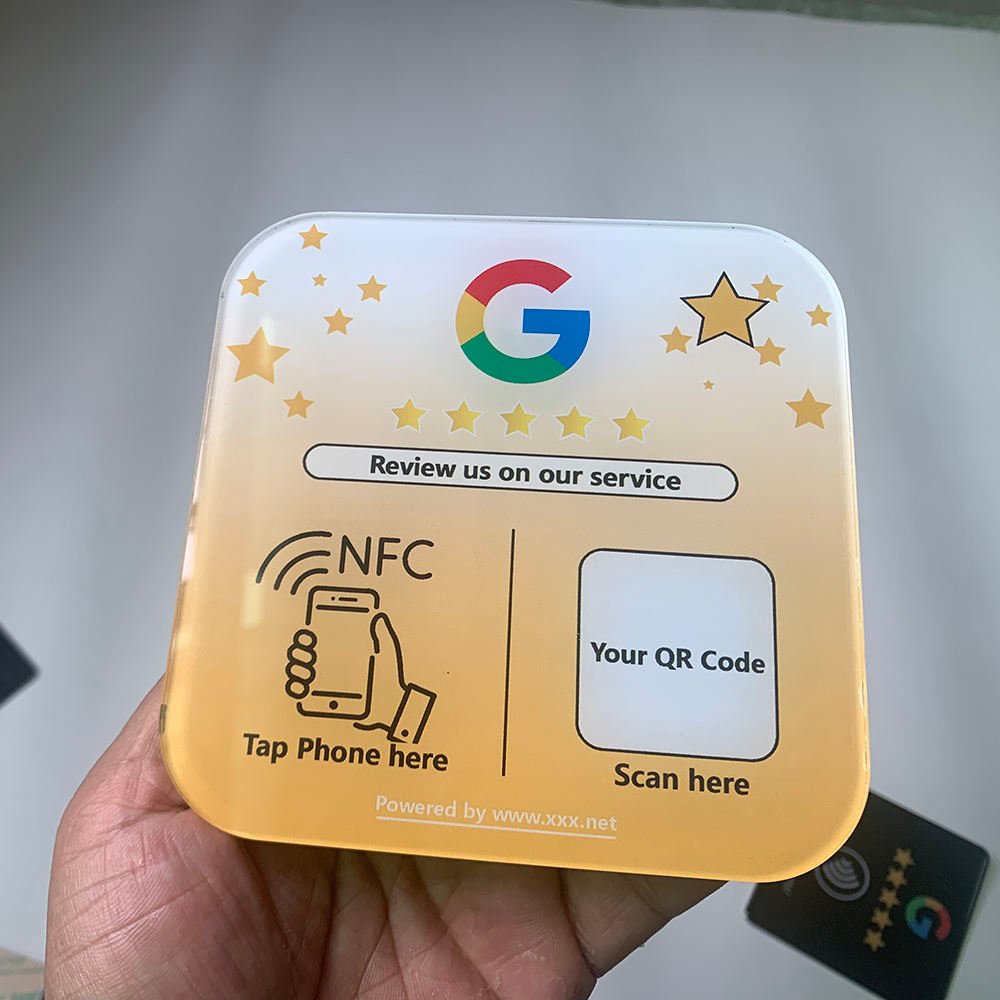 G
Review us on our service
NFC
Tap Phone here
Your QR Code
Scan here
Powered by www.xxx.net
G